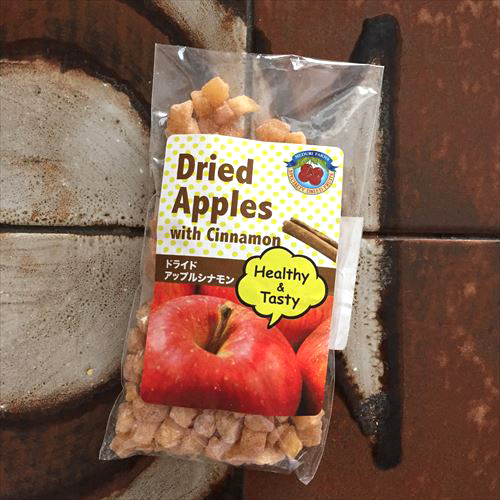 Dried
Apples
with Cinnamon
ドライド
アップルシナモン
Healthy
&
Tasty